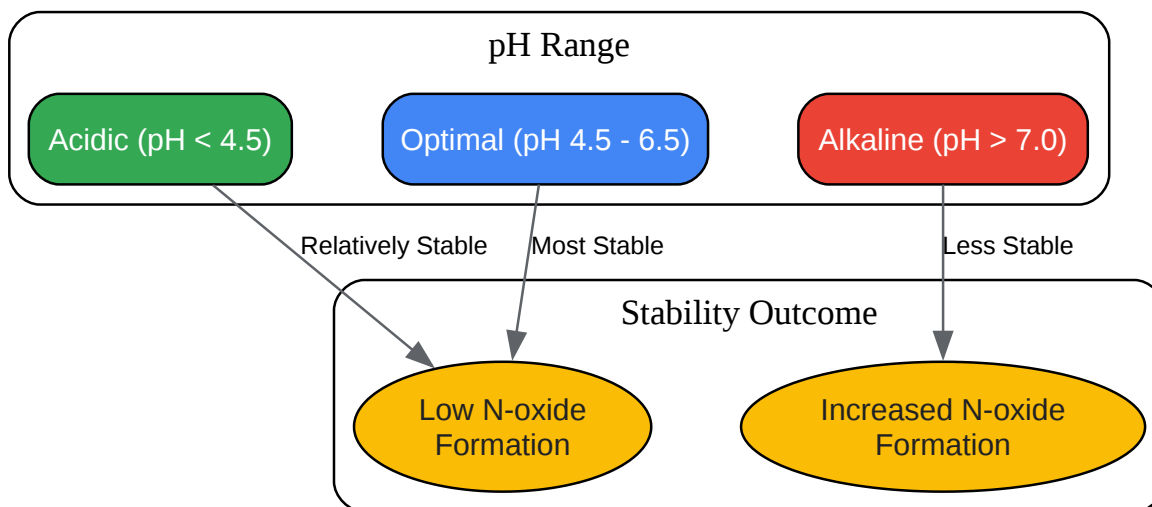 pH Range
Acidic (pH < 4.5)
Optimal (pH 4.5 - 6.5)
Alkaline (pH > 7.0)
Relatively Stable
Most Stable
Less Stable
Stability Outcome
Low N-oxide
Formation
Increased N-oxide
Formation